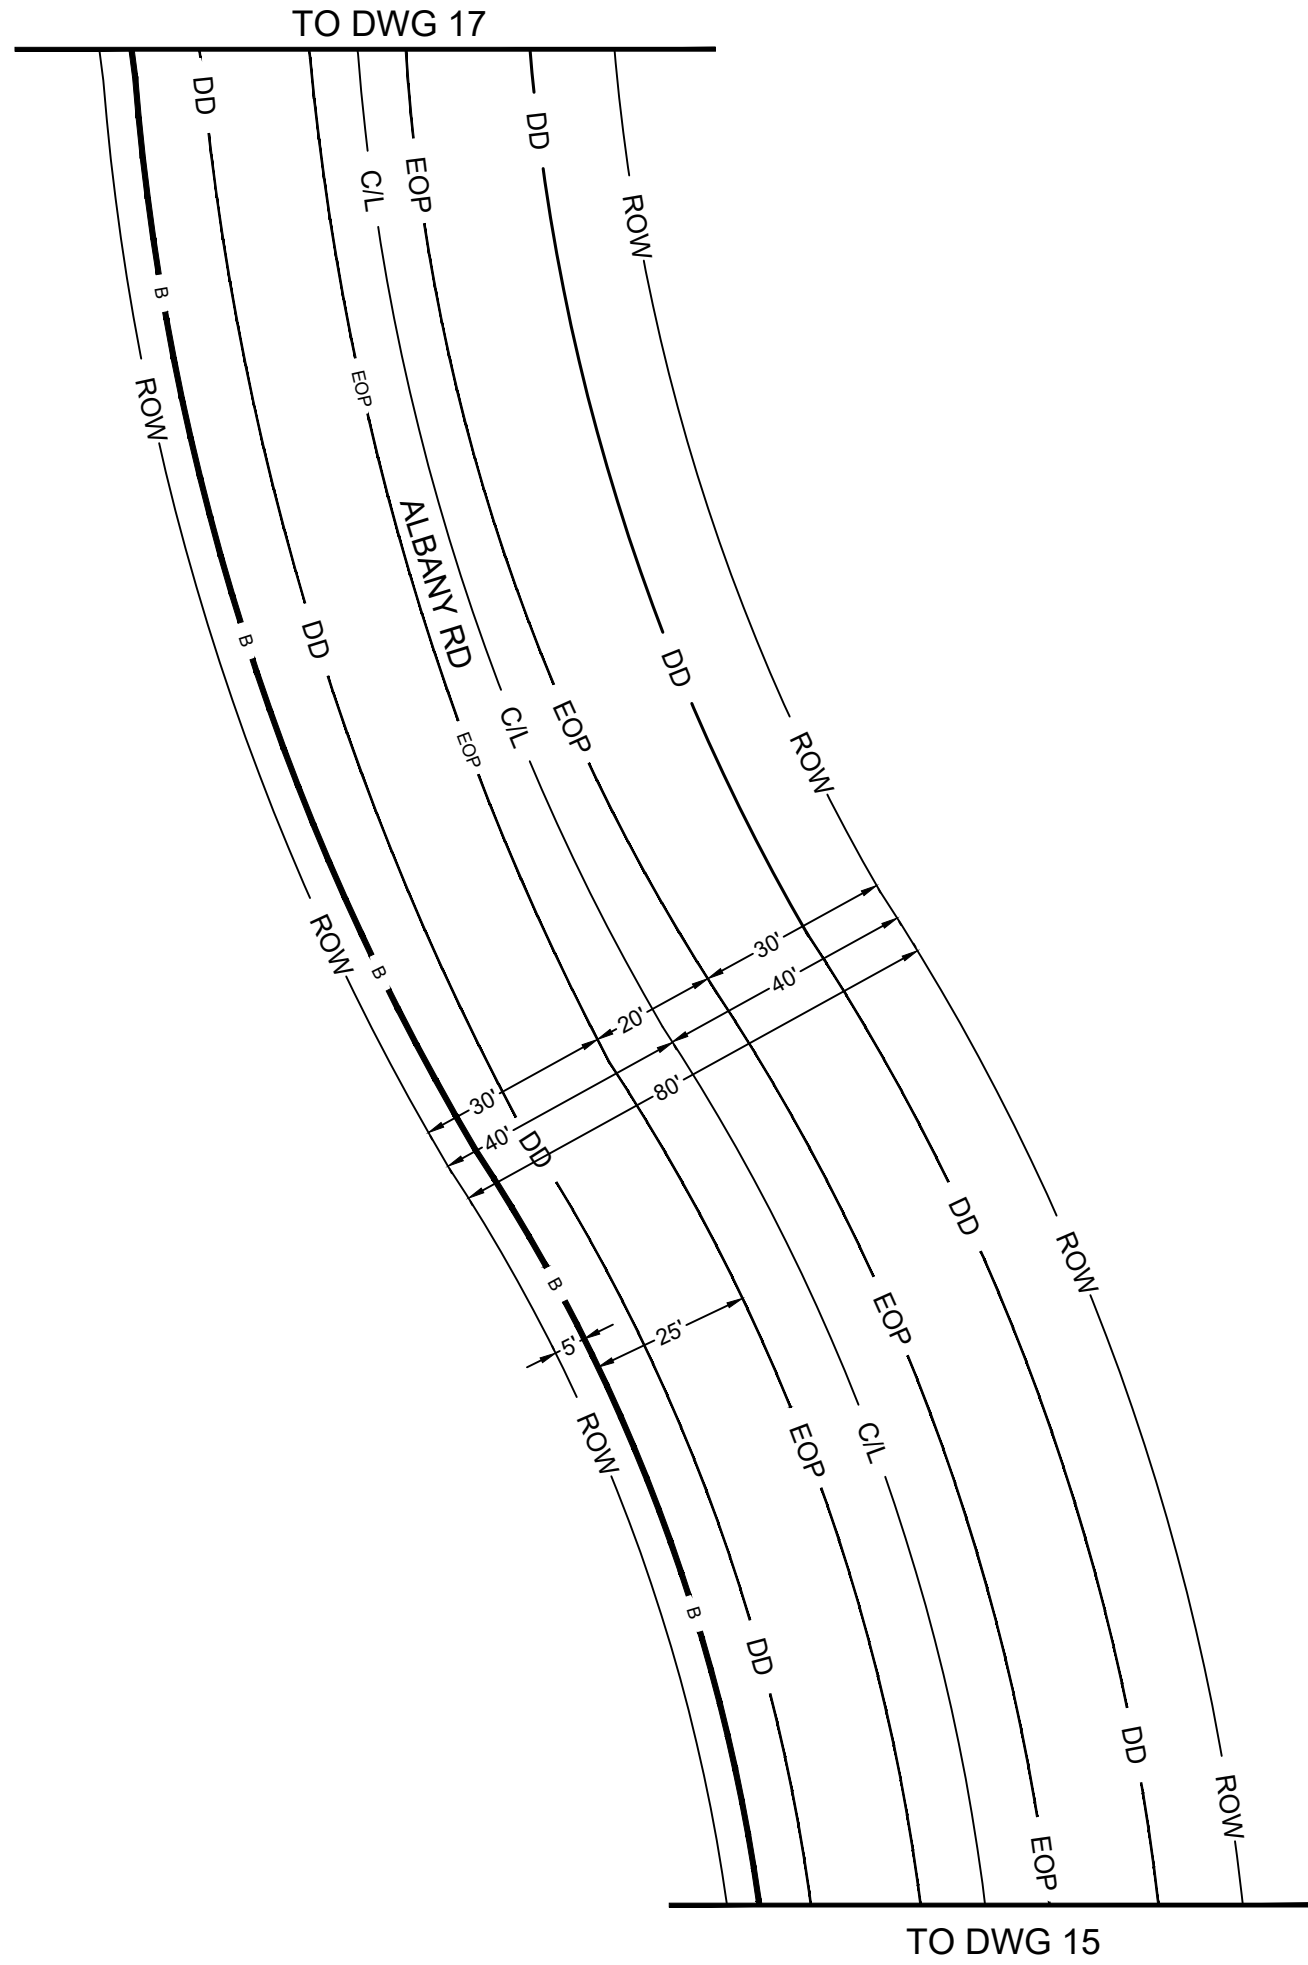 TO DWG 17
DD
DD
C/L
EOP
ROW
B
EOP
ROW
ALBANY RD
B
DD
DD
C/L
EOP
EOP
ROW
ROW
B
30'
40'
20'
80'
30'
40'
DD
DD
ROW
B
5'
25'
EOP
ROW
EOP
C/L
B
DD
DD
ROW
EOP
TO DWG 15